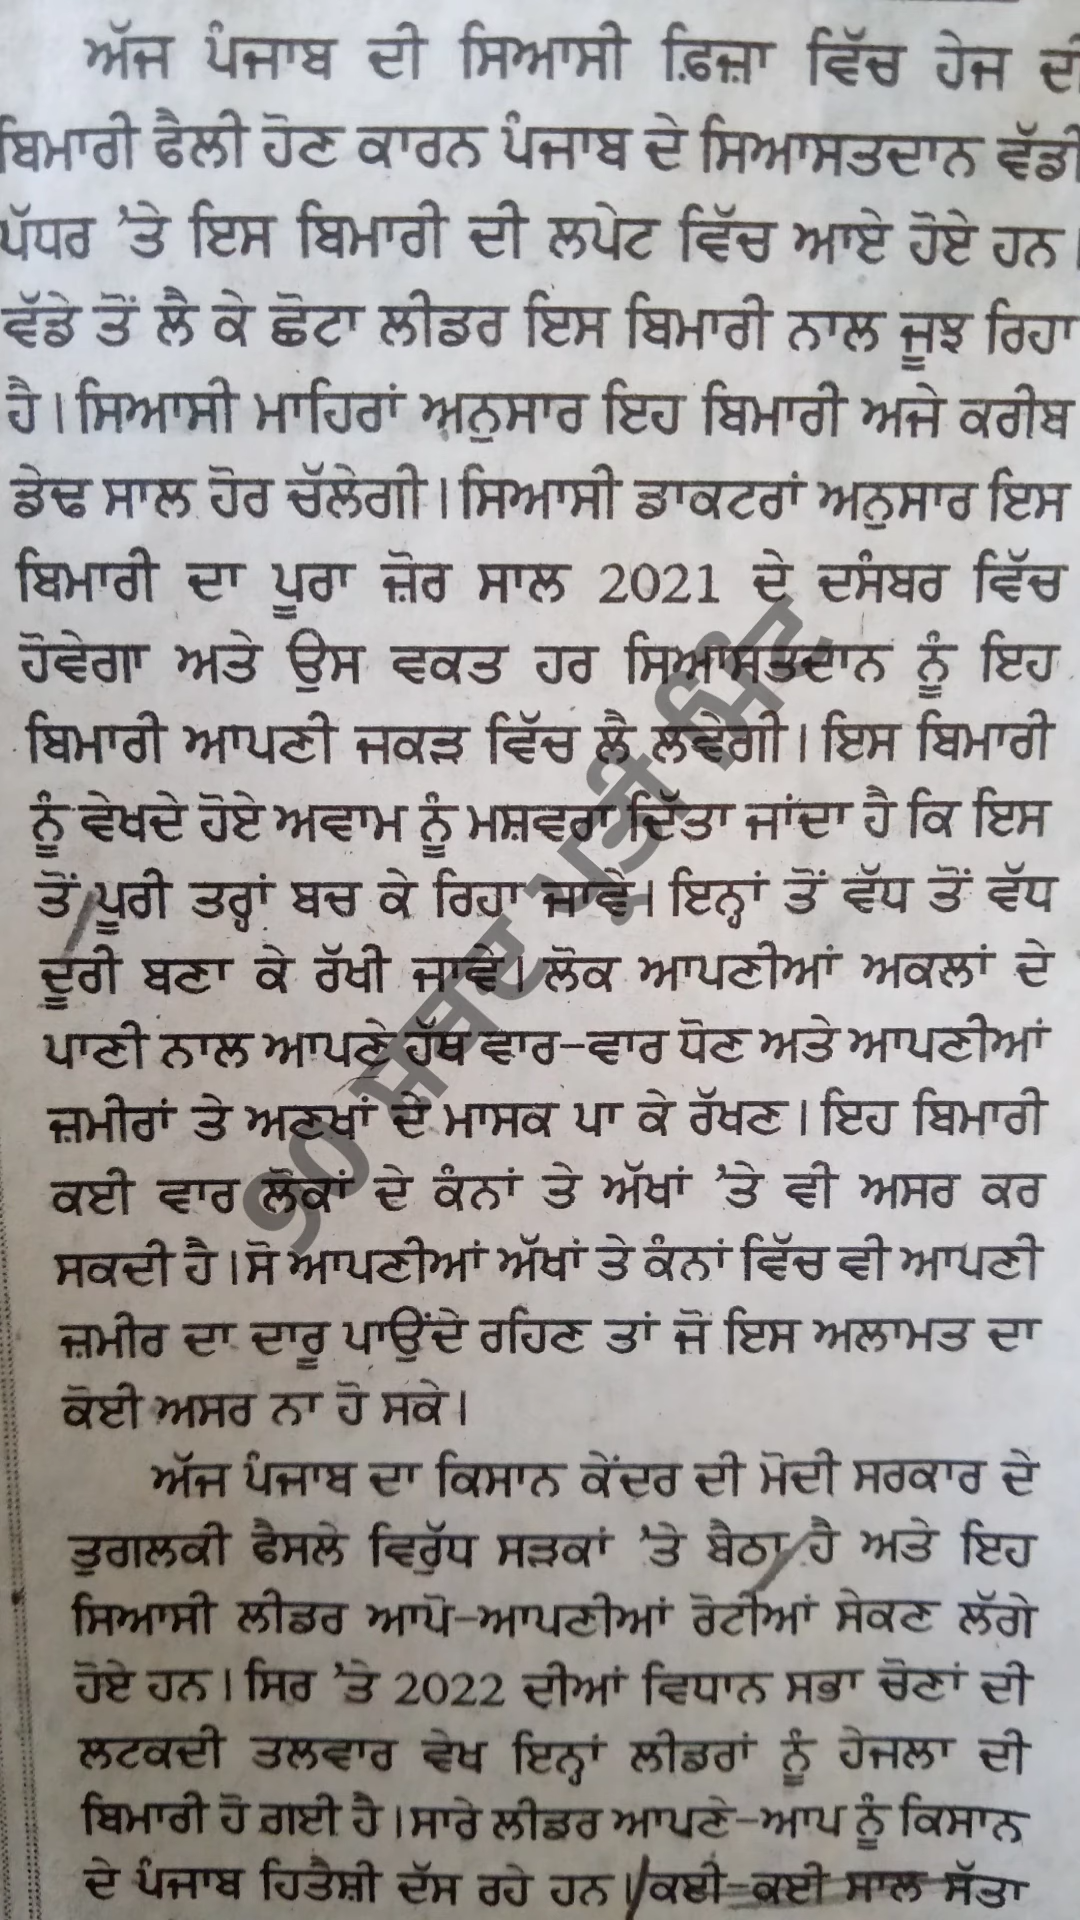 ਅੱਜ ਪੰਜਾਬ ਦੀ ਸਿਆਸੀ ਫ਼ਿਜ਼ਾ ਵਿੱਚ ਹੇਜ ਦੀ
ਬਿਮਾਰੀ ਫੈਲੀ ਹੋਣ ਕਾਰਨ ਪੰਜਾਬ ਦੇ ਸਿਆਸਤਦਾਨ ਵੱਡੀ
ਪੱਧਰ ’ਤੇ ਇਸ ਬਿਮਾਰੀ ਦੀ ਲਪੇਟ ਵਿੱਚ ਆਏ ਹੋਏ ਹਨ।
ਵੱਡੇ ਤੋਂ ਲੈ ਕੇ ਛੋਟਾ ਲੀਡਰ ਇਸ ਬਿਮਾਰੀ ਨਾਲ ਜੂਝ ਰਿਹਾ
ਹੈ। ਸਿਆਸੀ ਮਾਹਿਰਾਂ ਅਨੁਸਾਰ ਇਹ ਬਿਮਾਰੀ ਅਜੇ ਕਰੀਬ
ਡੇਢ ਸਾਲ ਹੋਰ ਚੱਲੇਗੀ। ਸਿਆਸੀ ਡਾਕਟਰਾਂ ਅਨੁਸਾਰ ਇਸ
ਬਿਮਾਰੀ ਦਾ ਪੂਰਾ ਜ਼ੋਰ ਸਾਲ 2021 ਦੇ ਦਸੰਬਰ ਵਿੱਚ
ਹੋਵੇਗਾ ਅਤੇ ਉਸ ਵਕਤ ਹਰ ਸਿਆਸਤਦਾਨ ਨੂੰ ਇਹ
ਬਿਮਾਰੀ ਆਪਣੀ ਜਕੜ ਵਿੱਚ ਲੈ ਲਵੇਗੀ। ਇਸ ਬਿਮਾਰੀ
ਨੂੰ ਵੇਖਦੇ ਹੋਏ ਅਵਾਮ ਨੂੰ ਮਸ਼ਵਰਾ ਦਿੱਤਾ ਜਾਂਦਾ ਹੈ ਕਿ ਇਸ
ਤੋਂ ਪੂਰੀ ਤਰ੍ਹਾਂ ਬਚ ਕੇ ਰਿਹਾ ਜਾਵੇ। ਇਨ੍ਹਾਂ ਤੋਂ ਵੱਧ ਤੋਂ ਵੱਧ
ਦੂਰੀ ਬਣਾ ਕੇ ਰੱਖੀ ਜਾਵੇ। ਲੋਕ ਆਪਣੀਆਂ ਅਕਲਾਂ ਦੇ
ਪਾਣੀ ਨਾਲ ਆਪਣੇ ਹੱਥ ਵਾਰ-ਵਾਰ ਧੋਣ ਅਤੇ ਆਪਣੀਆਂ
ਜ਼ਮੀਰਾਂ ਤੇ ਅਣਖਾਂ ਦੇ ਮਾਸਕ ਪਾ ਕੇ ਰੱਖਣ। ਇਹ ਬਿਮਾਰੀ
ਕਈ ਵਾਰ ਲੋਕਾਂ ਦੇ ਕੰਨਾਂ ਤੇ ਅੱਖਾਂ ’ਤੇ ਵੀ ਅਸਰ ਕਰ
ਸਕਦੀ ਹੈ। ਸੋ ਆਪਣੀਆਂ ਅੱਖਾਂ ਤੇ ਕੰਨਾਂ ਵਿੱਚ ਵੀ ਆਪਣੀ
ਜ਼ਮੀਰ ਦਾ ਦਾਰੂ ਪਾਉਂਦੇ ਰਹਿਣ ਤਾਂ ਜੋ ਇਸ ਅਲਾਮਤ ਦਾ
ਕੋਈ ਅਸਰ ਨਾ ਹੋ ਸਕੇ।
ਅੱਜ ਪੰਜਾਬ ਦਾ ਕਿਸਾਨ ਕੇਂਦਰ ਦੀ ਮੋਦੀ ਸਰਕਾਰ ਦੇ
ਤੁਗਲਕੀ ਫੈਸਲੇ ਵਿਰੁੱਧ ਸੜਕਾਂ ’ਤੇ ਬੈਠਾ ਹੈ ਅਤੇ ਇਹ
ਸਿਆਸੀ ਲੀਡਰ ਆਪੋ-ਆਪਣੀਆਂ ਰੋਟੀਆਂ ਸੇਕਣ ਲੱਗੇ
ਹੋਏ ਹਨ। ਸਿਰ ’ਤੇ 2022 ਦੀਆਂ ਵਿਧਾਨ ਸਭਾ ਚੋਣਾਂ ਦੀ
ਲਟਕਦੀ ਤਲਵਾਰ ਵੇਖ ਇਨ੍ਹਾਂ ਲੀਡਰਾਂ ਨੂੰ ਹੇਜਲਾ ਦੀ
ਬਿਮਾਰੀ ਹੋ ਗਈ ਹੈ। ਸਾਰੇ ਲੀਡਰ ਆਪਣੇ-ਆਪ ਨੂੰ ਕਿਸਾਨ
ਦੇ ਪੰਜਾਬ ਹਿਤੈਸ਼ੀ ਦੱਸ ਰਹੇ ਹਨ। ਕਈ-ਕਈ ਸਾਲ ਸੱਤਾ
90 ਸ਼ਬਦ ਪ੍ਰਤੀ ਮਿੰਟ